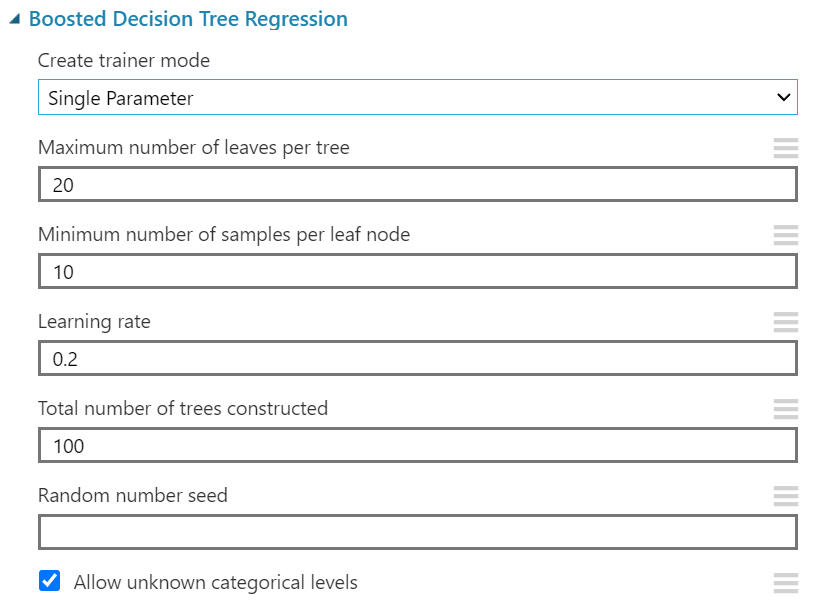 Boosted Decision Tree Regression
Create trainer mode
Single Parameter
Maximum number of leaves per tree
20
Minimum number of samples per leaf node
10
Learning rate
0.2
Total number of trees constructed
100
Random number seed
Allow unknown categorical levels